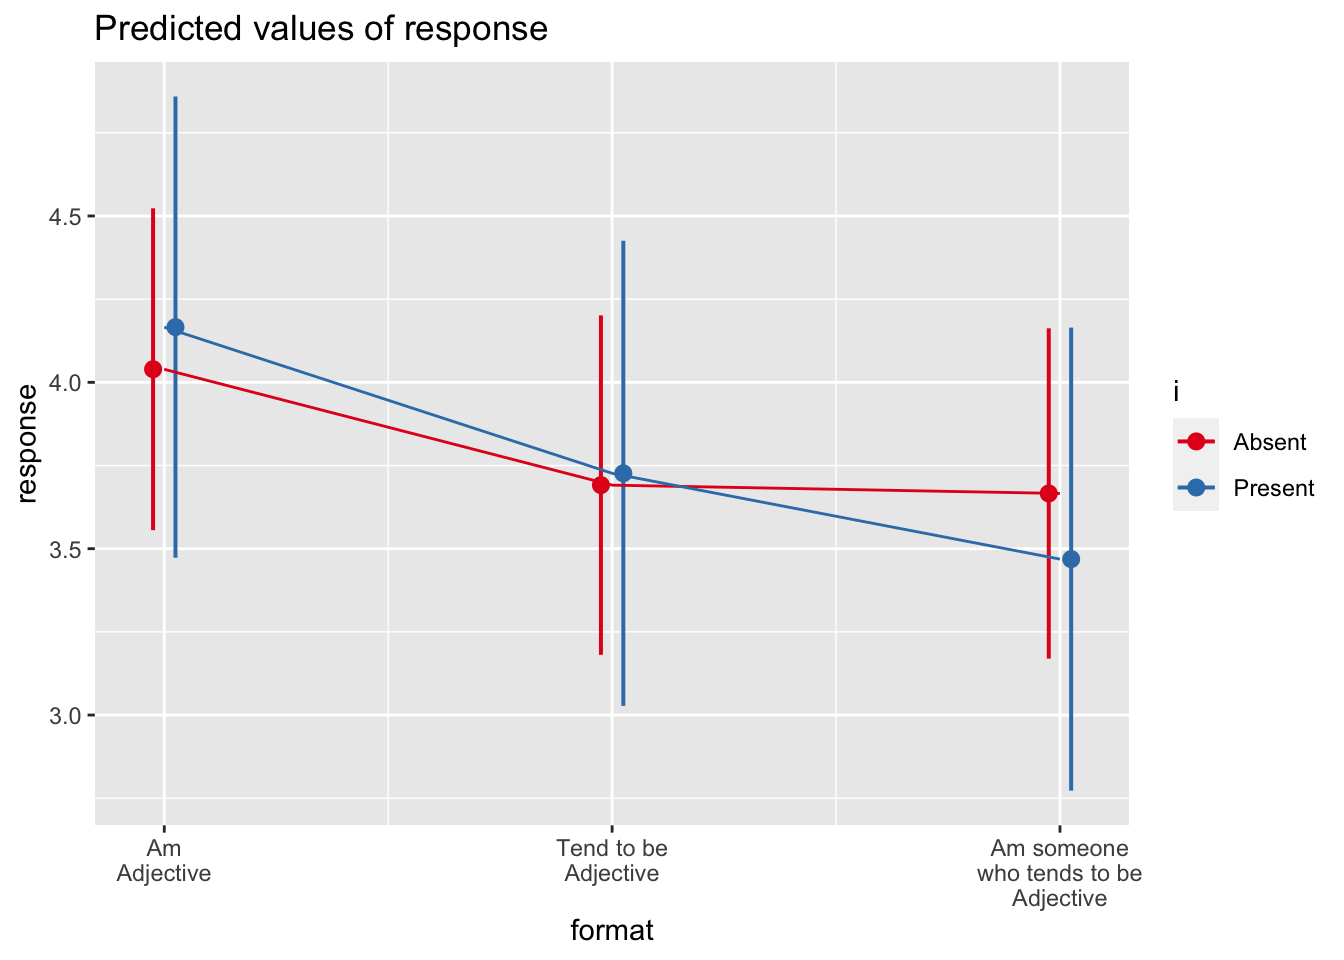 Predicted values of response
response
4.5
4.0
3.5
3.0
Am
Adjective
Tend to be
Adjective
Am someone
who tends to be
Adjective
format
i
Absent
Present